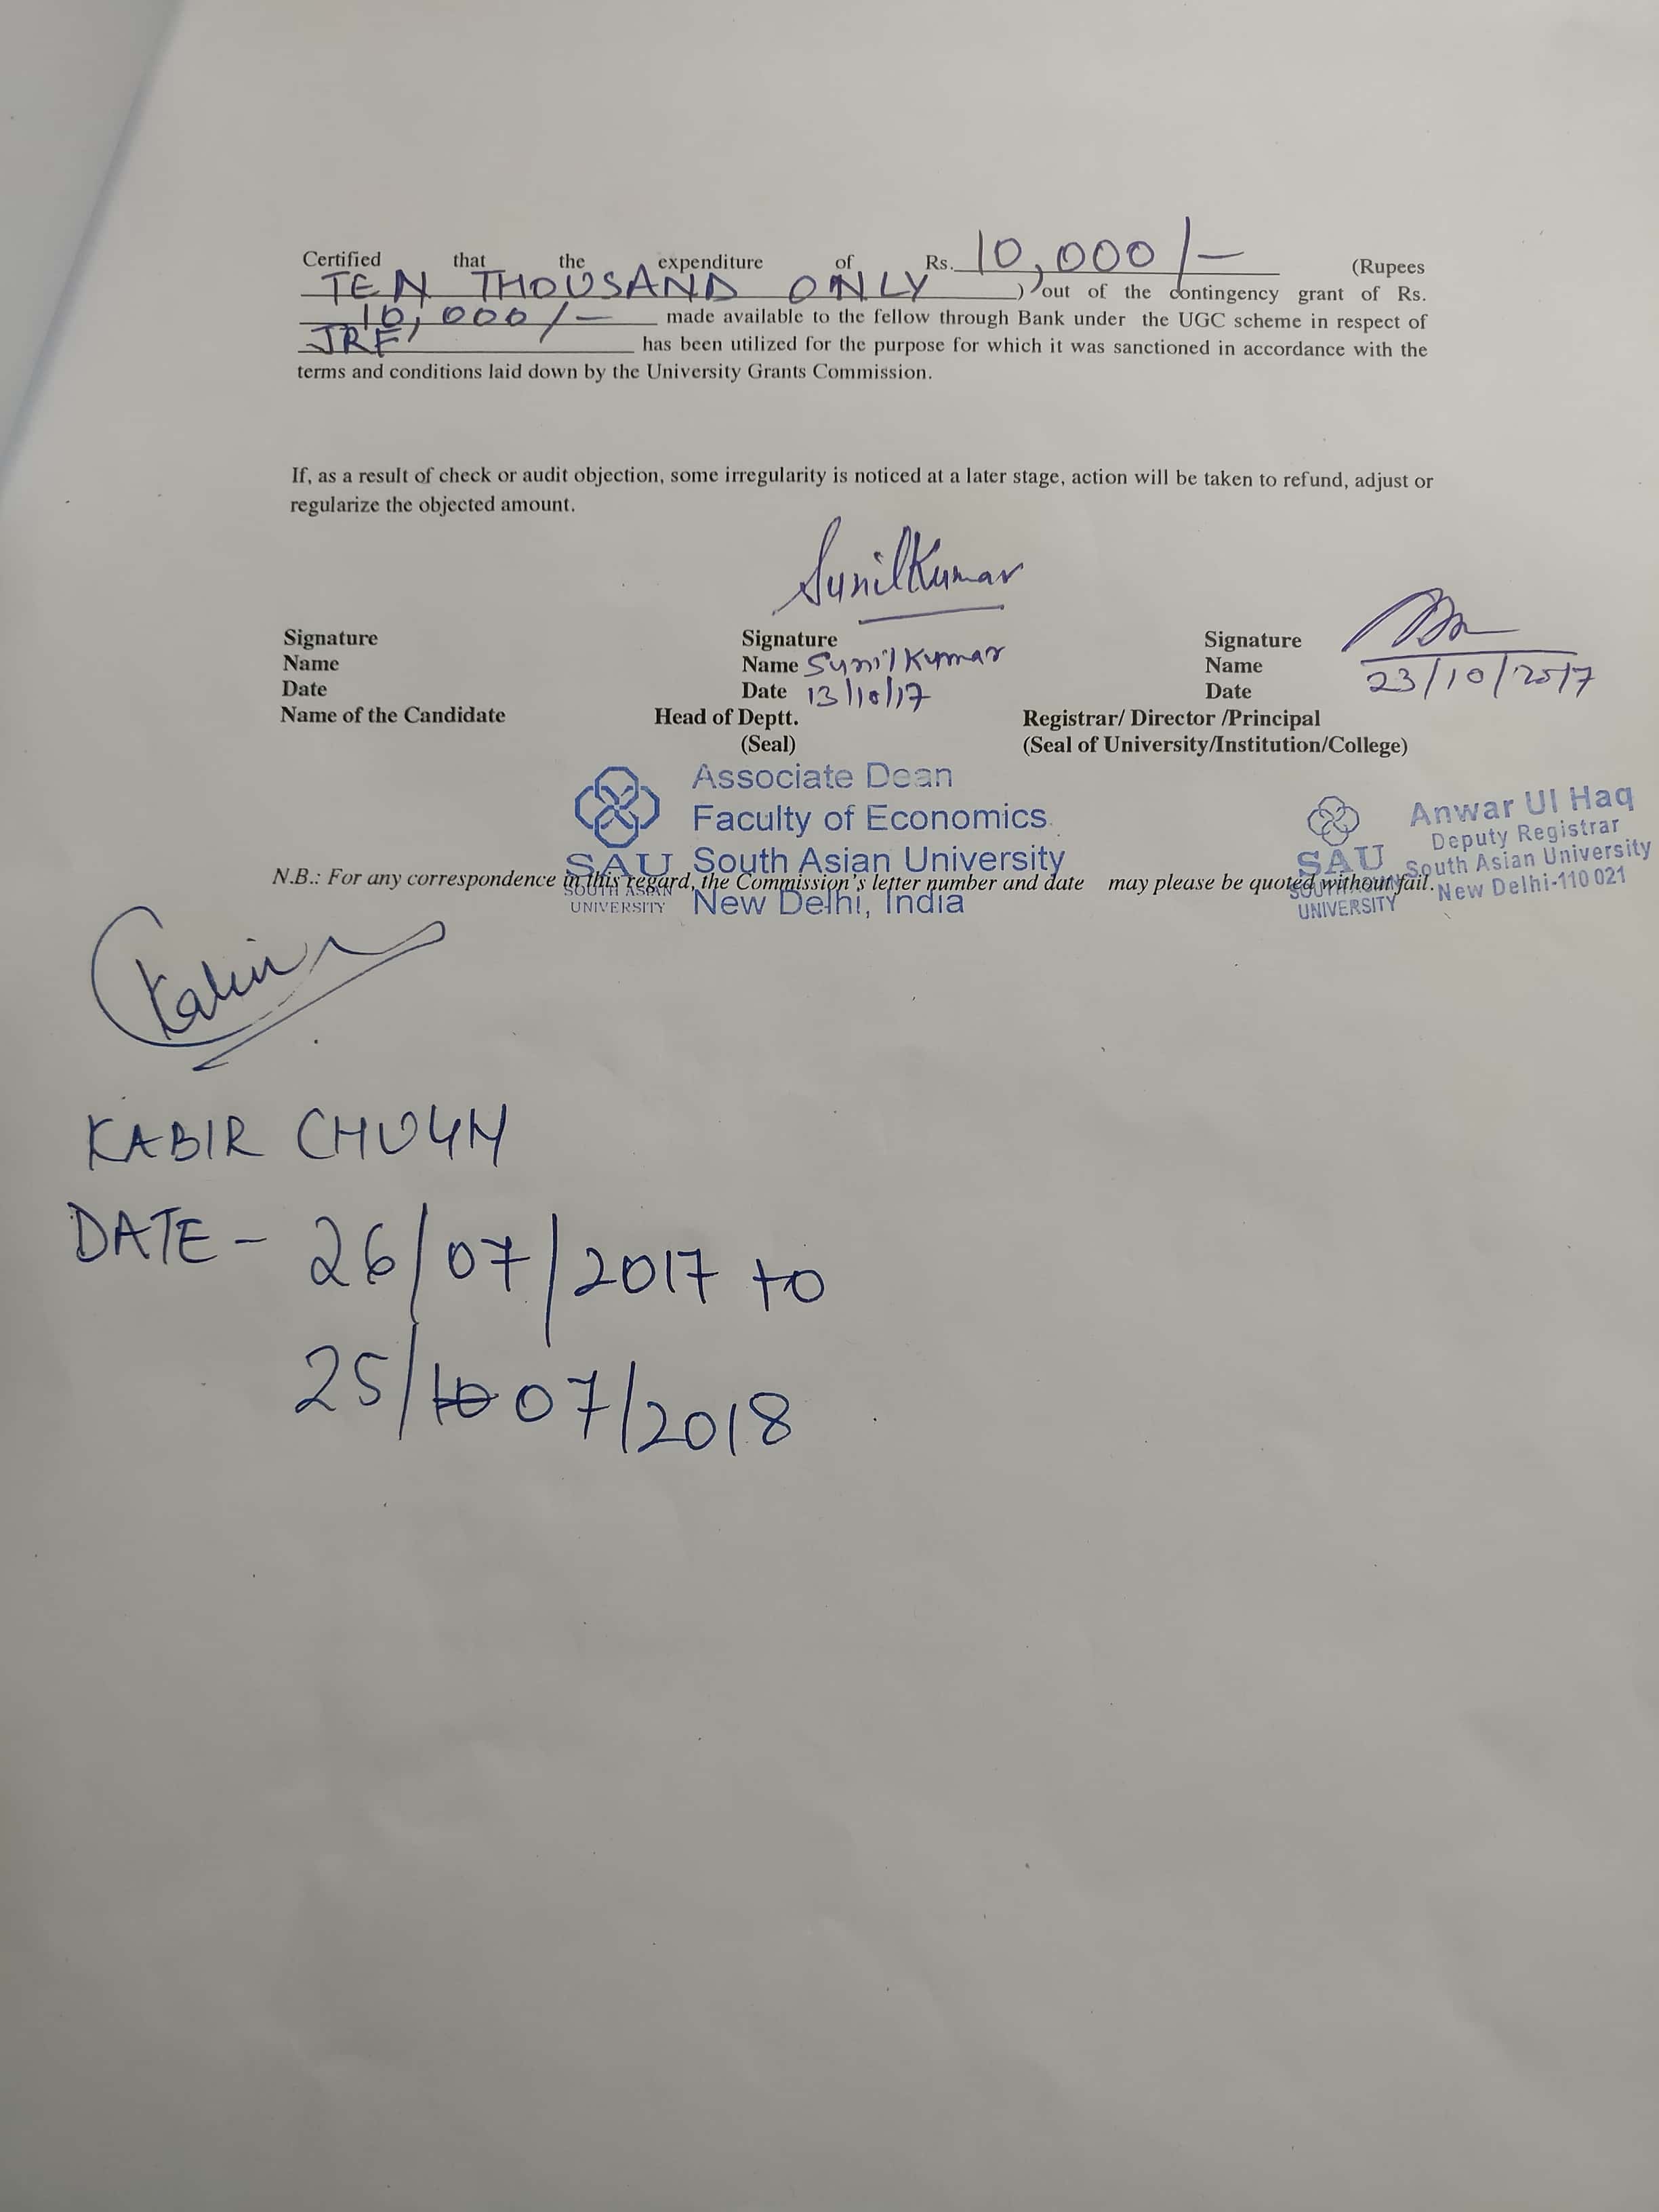 Certified that the expenditure of Rs. 10,000/- (Rupees
TEN THOUSAND ONLY ) out of the contingency grant of Rs.
10,000/- made available to the fellow through Bank under the UGC scheme in respect of
JRF has been utilized for the purpose for which it was sanctioned in accordance with the
terms and conditions laid down by the University Grants Commission.
If, as a result of check or audit objection, some irregularity is noticed at a later stage, action will be taken to refund, adjust or
regularize the objected amount.
SunilKumar
Signature Signature Signature
Name Name Sunil Kumar Name
Date Date 13/10/17 Date 23/10/2017
Name of the Candidate Head of Deptt. Registrar/ Director /Principal
(Seal) (Seal of University/Institution/College)
Associate Dean
Faculty of Economics
South Asian University
New Delhi, India
SAU
SOUTH ASIAN
UNIVERSITY
Anwar Ul Haq
Deputy Registrar
South Asian University
New Delhi-110 021
SAU
SOUTH ASIAN
UNIVERSITY
N.B.: For any correspondence in this regard, the Commission's letter number and date may please be quoted without fail.
Kabir
KABIR CHUGH
DATE - 26/07/2017 to
25/10 07/2018